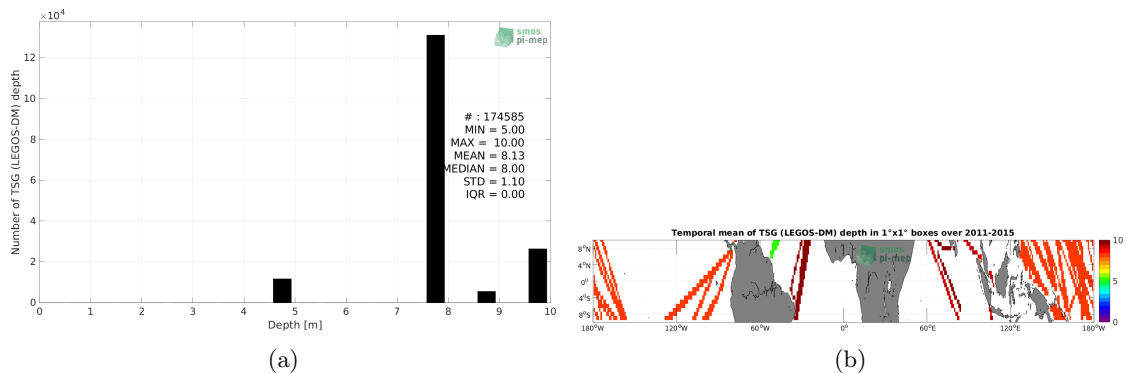 ×10⁴
smos
pi-mep
12
10
8
6
4
2
0
Number of TSG (LEGOS-DM) depth
# : 174585
MIN = 5.00
MAX = 10.00
MEAN = 8.13
MEDIAN = 8.00
STD = 1.10
IQR = 0.00
0 1 2 3 4 5 6 7 8 9 10
Depth [m]
(a)
Temporal mean of TSG (LEGOS-DM) depth in 1°x1° boxes over 2011-2015
smos
pi-mep
8°N
4°N
0°
4°S
8°S
180°W 120°W 60°W 0° 60°E 120°E 180°W
10
5
0
(b)